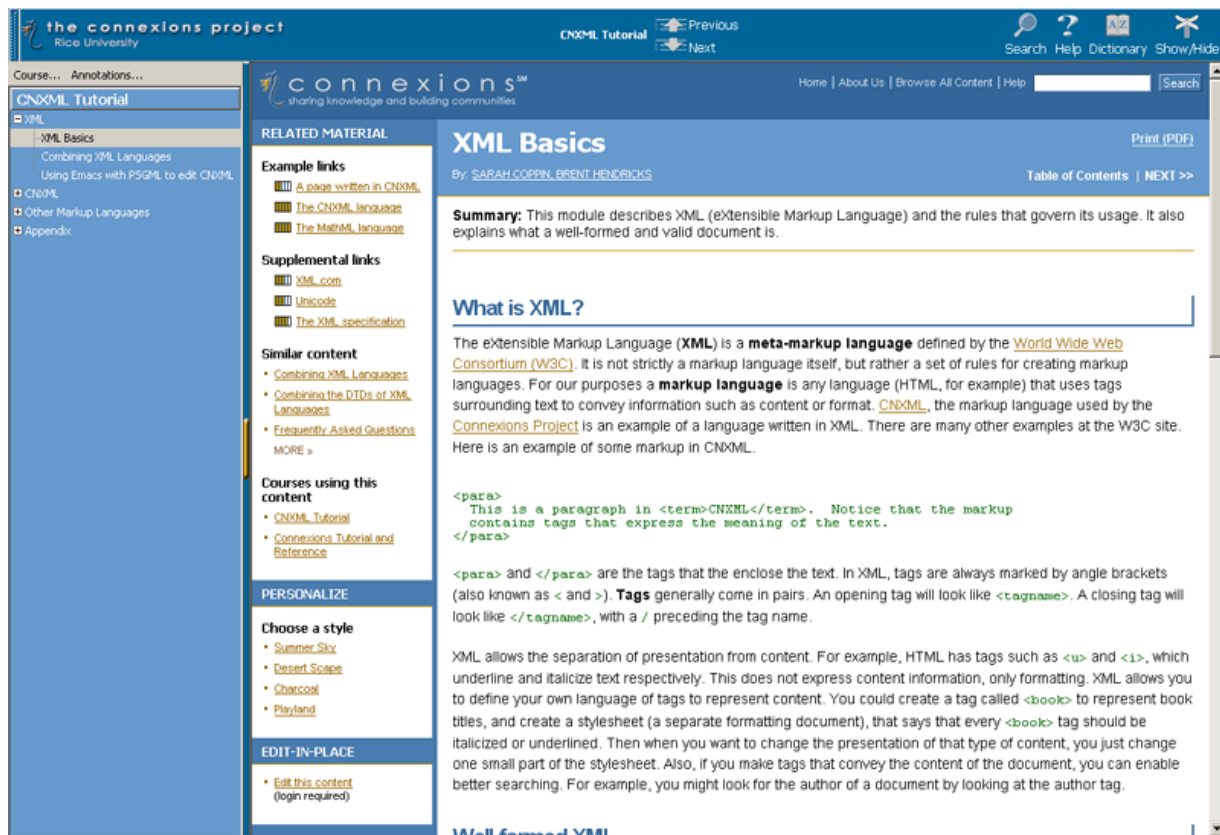 the connexions project
Rice University
CNXML Tutorial
Previous
Next
Search Help Dictionary Show/Hide
Course... Annotations...
CNXML Tutorial
XML
XML Basics
Combining XML Languages
Using Emacs with PSGML to edit CNXML
CNXML
Other Markup Languages
Appendix
connexions℠
sharing knowledge and building communities
Home | About Us | Browse All Content | Help
Search
RELATED MATERIAL
Example links
A page written in CNXML
The CNXML language
The MathML language
Supplemental links
XML.com
Unicode
The XML specification
Similar content
• Combining XML Languages
• Combining the DTDs of XML
Languages
• Frequently Asked Questions
MORE »
Courses using this
content
• CNXML Tutorial
• Connexions Tutorial and
Reference
PERSONALIZE
Choose a style
• Summer Sky
• Desert Scape
• Charcoal
• Playland
EDIT-IN-PLACE
• Edit this content
(login required)
XML Basics
Print (PDF)
By: SARAH COPPIN, BRENT HENDRICKS
Table of Contents | NEXT >>
Summary: This module describes XML (eXtensible Markup Language) and the rules that govern its usage. It also
explains what a well-formed and valid document is.
What is XML?
The eXtensible Markup Language (XML) is a meta-markup language defined by the World Wide Web
Consortium (W3C). It is not strictly a markup language itself, but rather a set of rules for creating markup
languages. For our purposes a markup language is any language (HTML, for example) that uses tags
surrounding text to convey information such as content or format. CNXML, the markup language used by the
Connexions Project is an example of a language written in XML. There are many other examples at the W3C site.
Here is an example of some markup in CNXML.
<para>
This is a paragraph in <term>CNXML</term>. Notice that the markup
contains tags that express the meaning of the text.
</para>
<para> and </para> are the tags that the enclose the text. In XML, tags are always marked by angle brackets
(also known as < and >). Tags generally come in pairs. An opening tag will look like <tagname>. A closing tag will
look like </tagname>, with a / preceding the tag name.
XML allows the separation of presentation from content. For example, HTML has tags such as <u> and <i>, which
underline and italicize text respectively. This does not express content information, only formatting. XML allows you
to define your own language of tags to represent content. You could create a tag called <book> to represent book
titles, and create a stylesheet (a separate formatting document), that says that every <book> tag should be
italicized or underlined. Then when you want to change the presentation of that type of content, you just change
one small part of the stylesheet. Also, if you make tags that convey the content of the document, you can enable
better searching. For example, you might look for the author of a document by looking at the author tag.
Well-formed XML